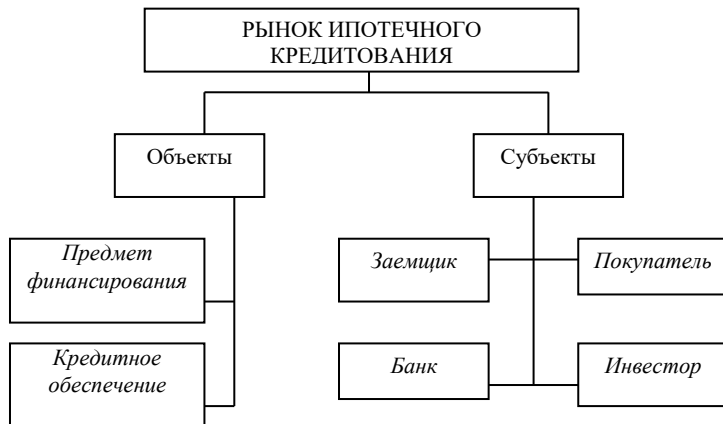 РЫНОК ИПОТЕЧНОГО
КРЕДИТОВАНИЯ
Объекты
Субъекты
Предмет
финансирования
Заемщик
Покупатель
Кредитное
обеспечение
Банк
Инвестор